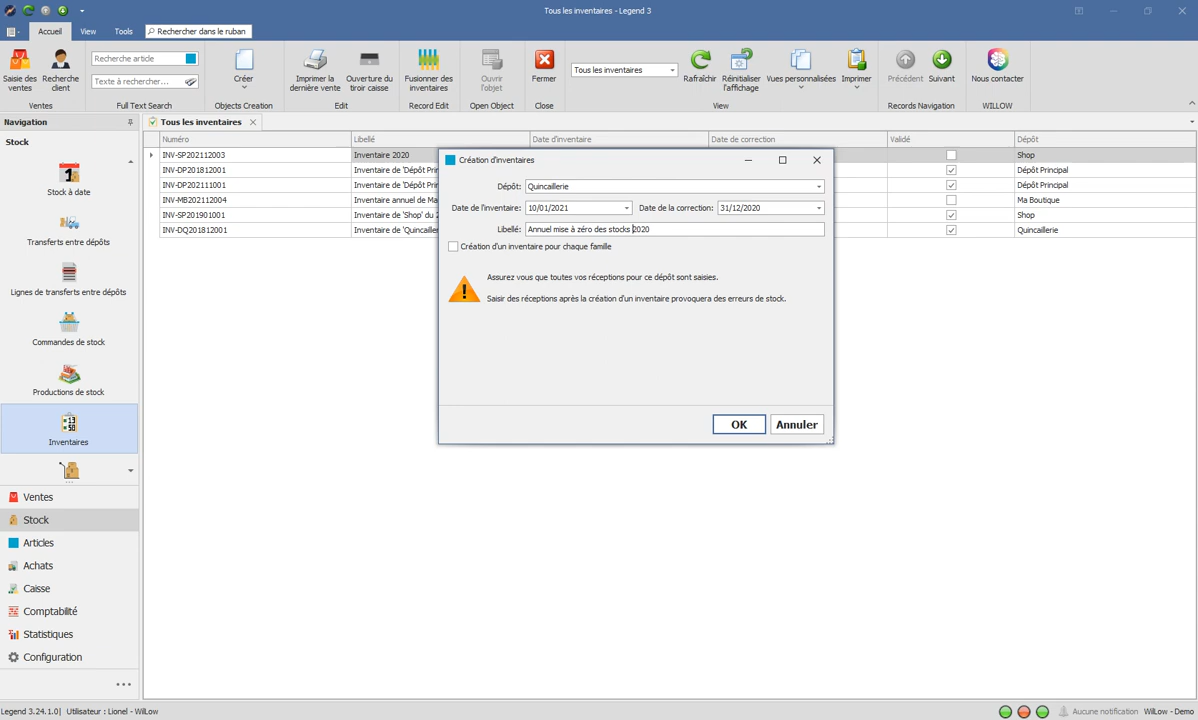 Tous les inventaires - Legend 3
Accueil View Tools Rechercher dans le ruban
Saisie des ventes
Recherche client
Ventes
Recherche article
Texte à rechercher...
Full Text Search
Créer
Objects Creation
Imprimer la dernière vente
Ouverture du tiroir caisse
Edit
Fusionner des inventaires
Record Edit
Ouvrir l'objet
Open Object
Fermer
Close
Tous les inventaires
Rafraîchir
Réinitialiser l'affichage
Vues personnalisées
Imprimer
View
Précédent
Suivant
Records Navigation
Nous contacter
WILLOW
Navigation
Stock
Stock à date
Transferts entre dépôts
Lignes de transferts entre dépôts
Commandes de stock
Productions de stock
Inventaires
Ventes
Stock
Articles
Achats
Caisse
Comptabilité
Statistiques
Configuration
Tous les inventaires
Numéro Libellé Date d'inventaire Date de correction Validé Dépôt
INV-SP202112003 Inventaire 2020 Shop
INV-DP201812001 Inventaire de 'Dépôt Prin Dépôt Principal
INV-DP202111001 Inventaire de 'Dépôt Prin Dépôt Principal
INV-MB202112004 Inventaire annuel de Ma Ma Boutique
INV-SP201901001 Inventaire de 'Shop' du 2 Shop
INV-DQ201812001 Inventaire de 'Quincailler Quincaillerie
Création d'inventaires
Dépôt: Quincaillerie
Date de l'inventaire: 10/01/2021 Date de la correction: 31/12/2020
Libellé: Annuel mise à zéro des stocks 2020
Création d'un inventaire pour chaque famille
Assurez vous que toutes vos réceptions pour ce dépôt sont saisies.
Saisir des réceptions après la création d'un inventaire provoquera des erreurs de stock.
OK Annuler
Legend 3.24.1.0| Utilisateur : Lionel - WilLow
Aucune notification WilLow - Demo